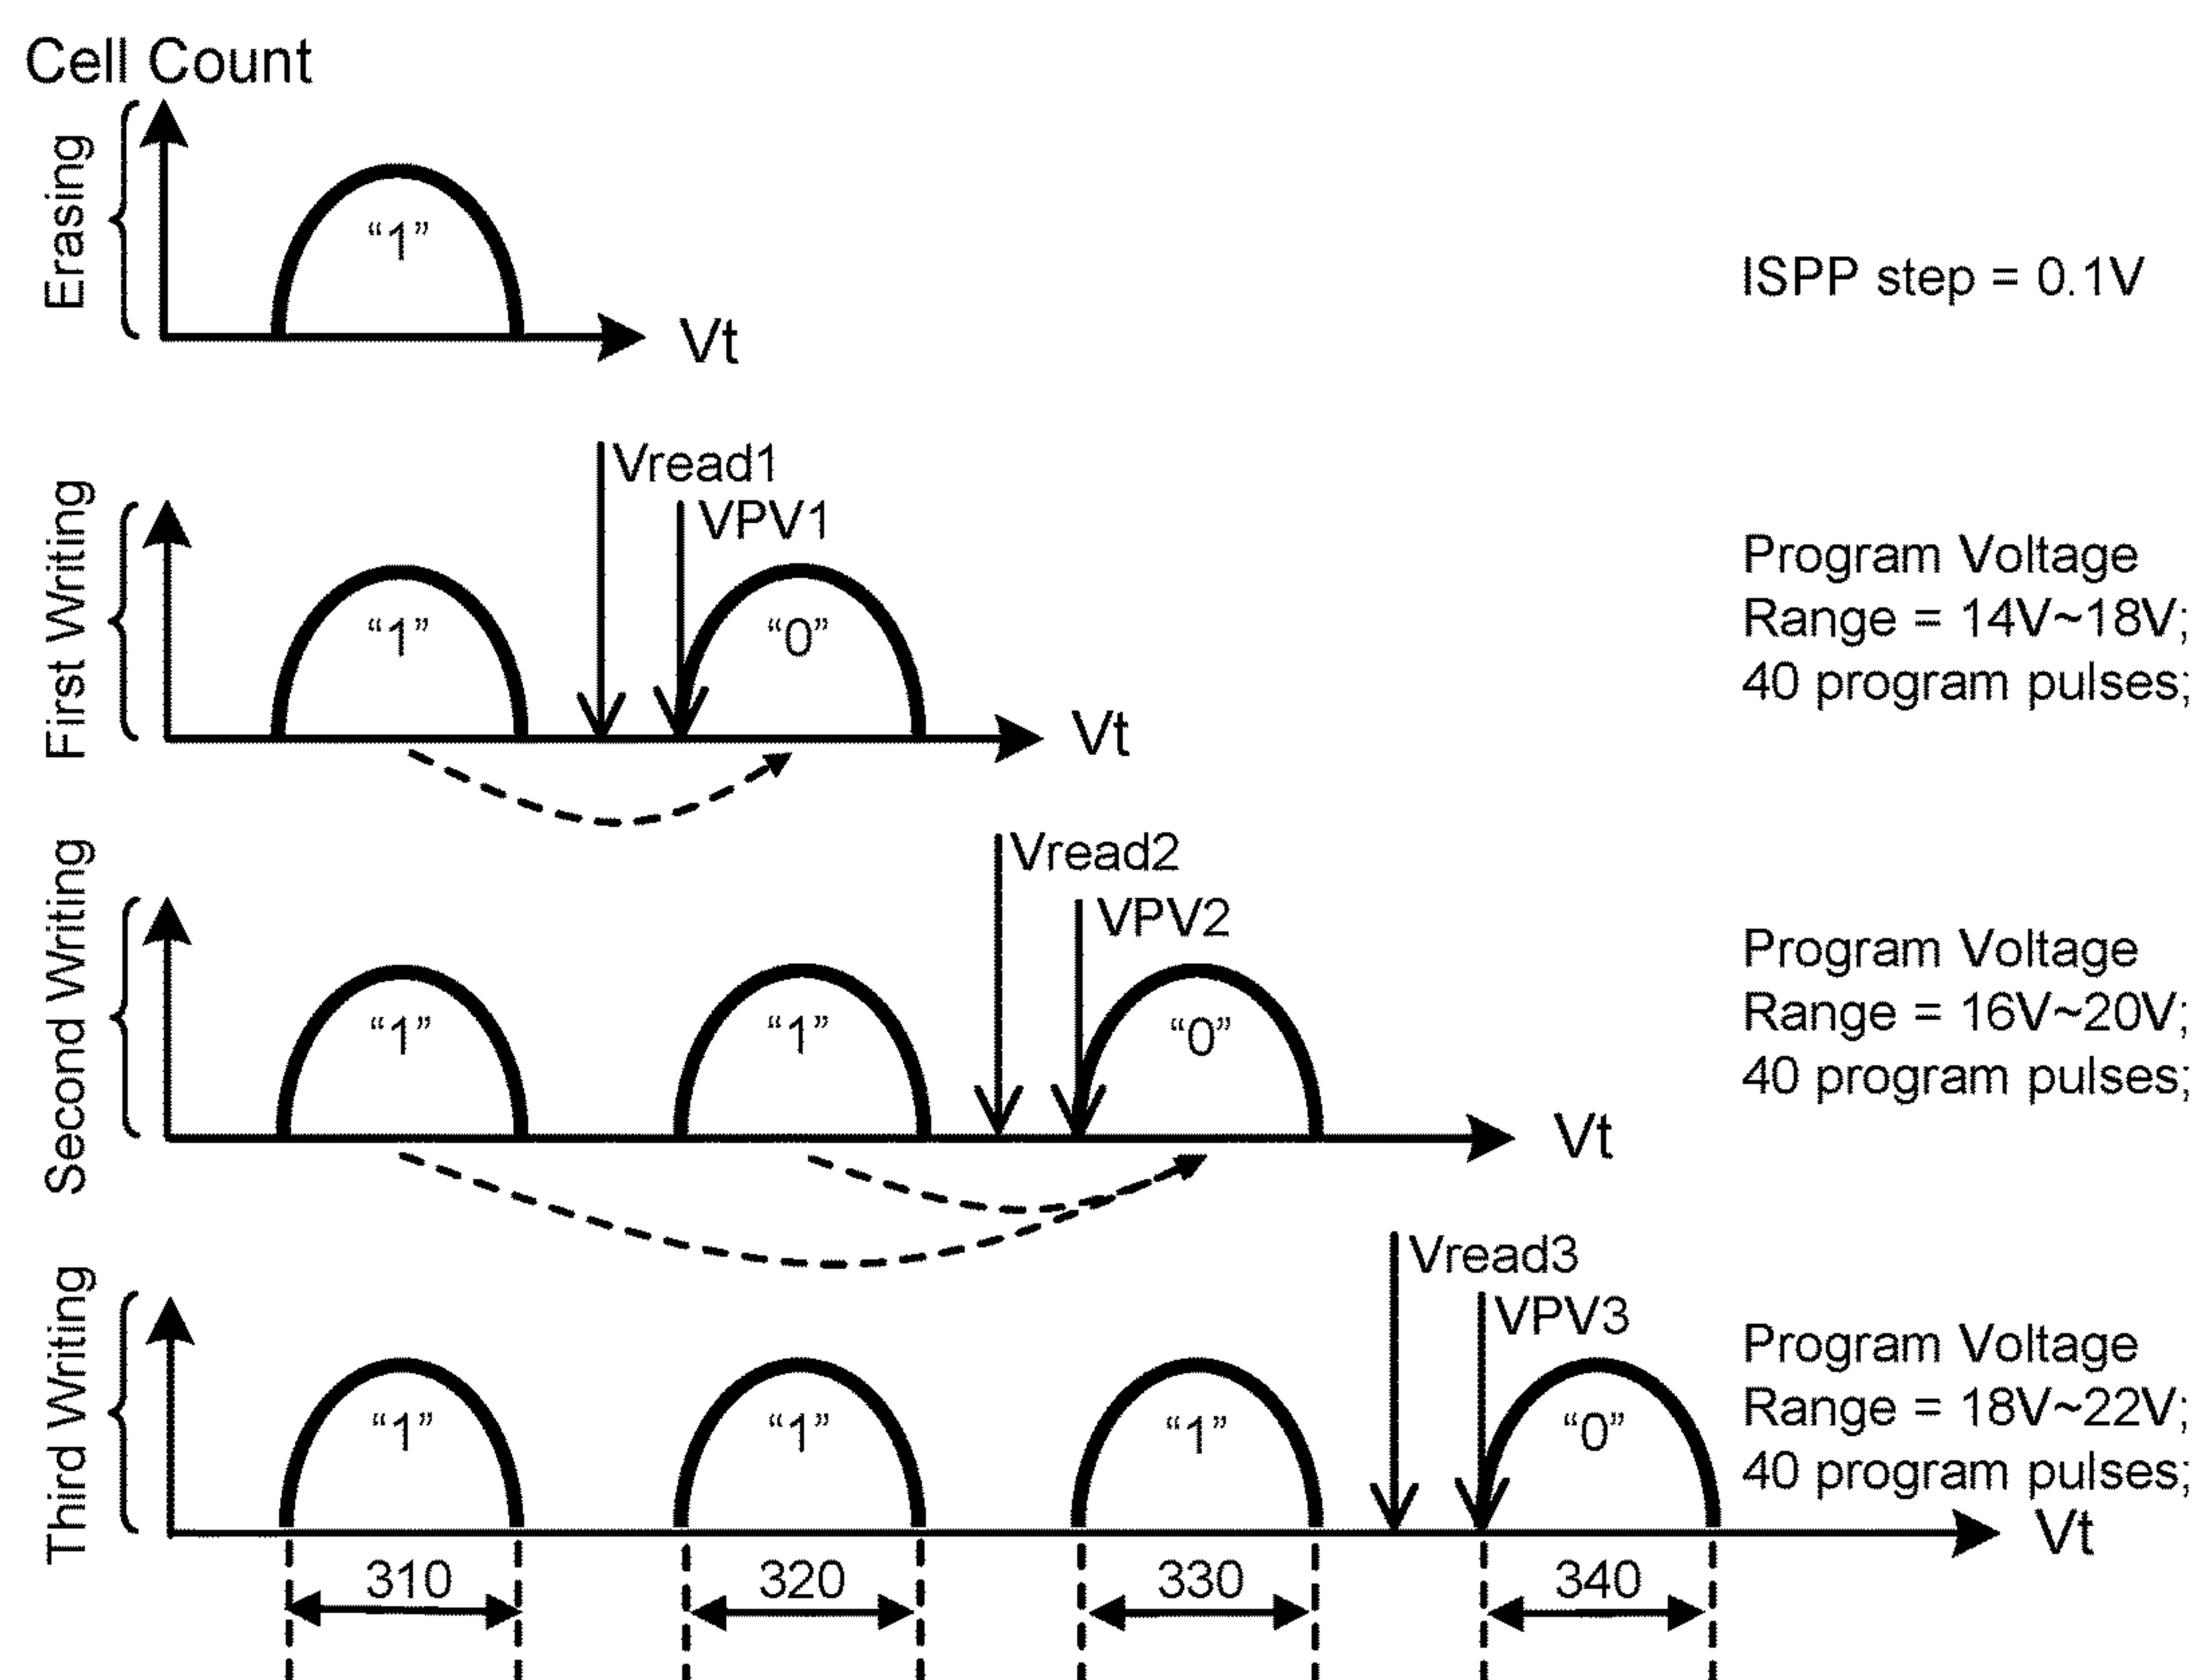 Cell Count
Erasing
“1”
Vt
ISPP step = 0.1V
First Writing
Vread1
VPV1
“1”
“0”
Vt
Program Voltage
Range = 14V~18V;
40 program pulses;
Second Writing
Vread2
VPV2
“1”
“1”
“0”
Vt
Program Voltage
Range = 16V~20V;
40 program pulses;
Third Writing
Vread3
VPV3
“1”
“1”
“1”
“0”
Vt
Program Voltage
Range = 18V~22V;
40 program pulses;
310
320
330
340